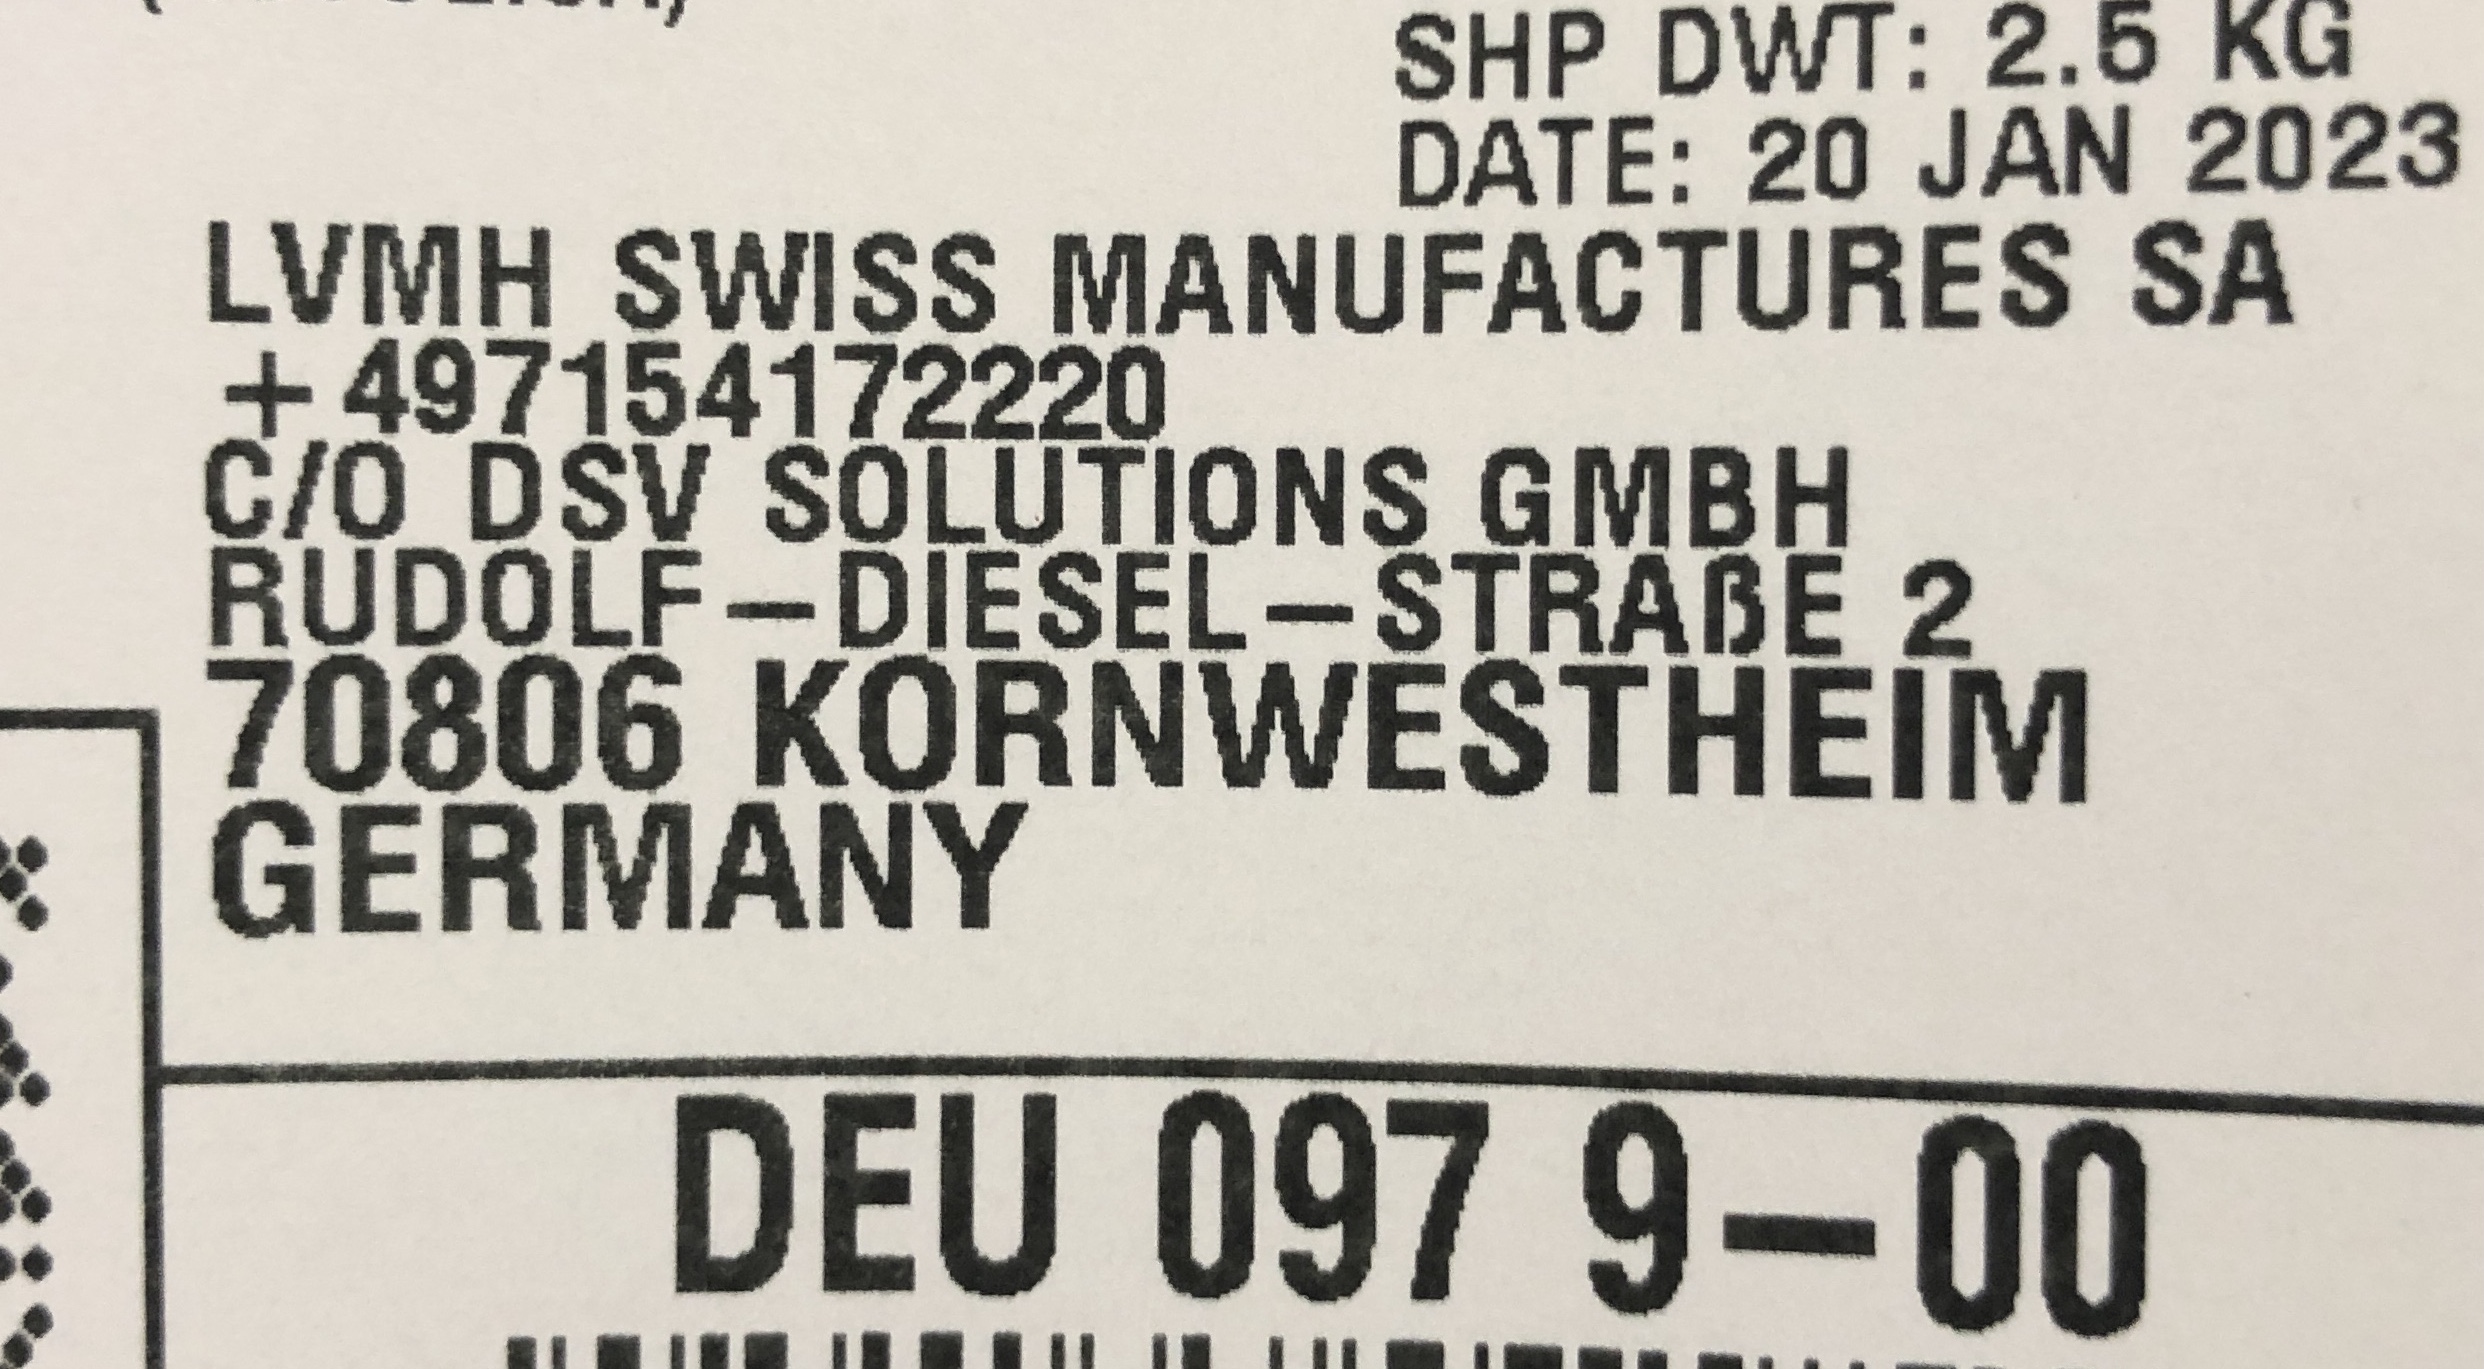 SHP DWT: 2.5 KG
DATE: 20 JAN 2023
LVMH SWISS MANUFACTURES SA
+497154172220
C/O DSV SOLUTIONS GMBH
RUDOLF-DIESEL-STRAßE 2
70806 KORNWESTHEIM
GERMANY
DEU 097 9-00